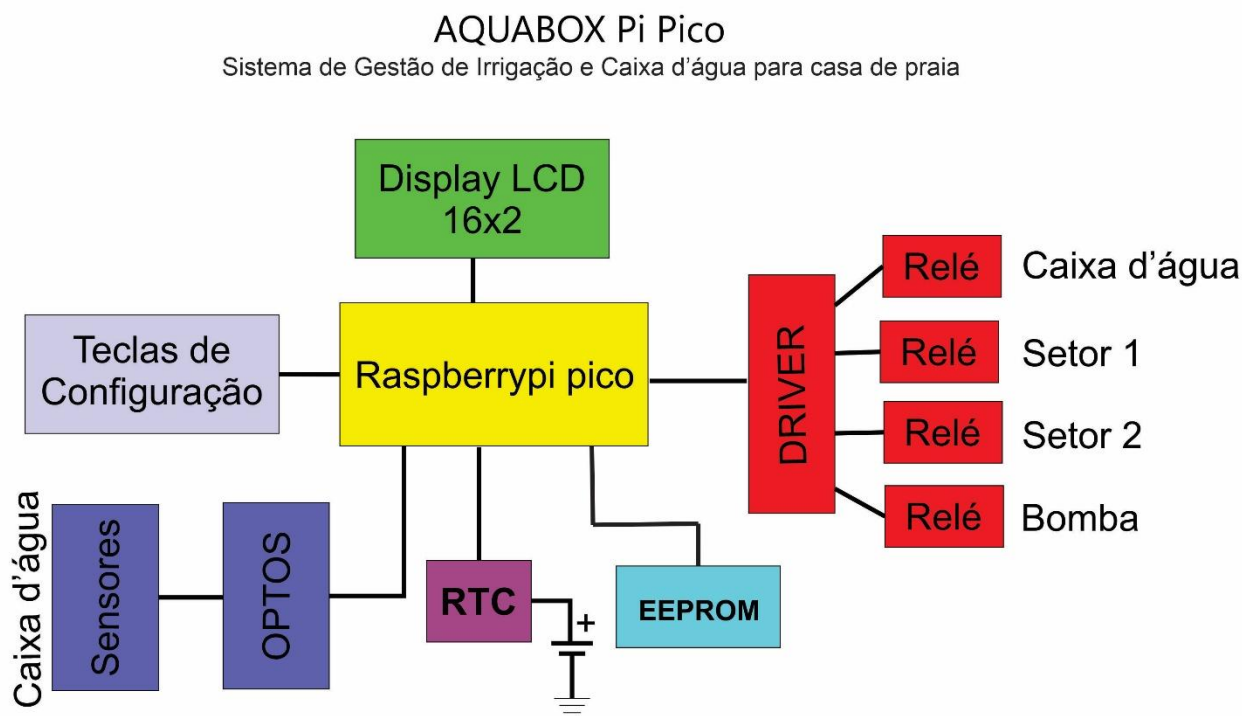 AQUABOX Pi Pico
Sistema de Gestão de Irrigação e Caixa d'água para casa de praia
Display LCD
16x2
Teclas de
Configuração
Raspberrypi pico
DRIVER
Relé Caixa d'água
Relé Setor 1
Relé Setor 2
Relé Bomba
Caixa d'água
Sensores
OPTOS
RTC
+
EEPROM